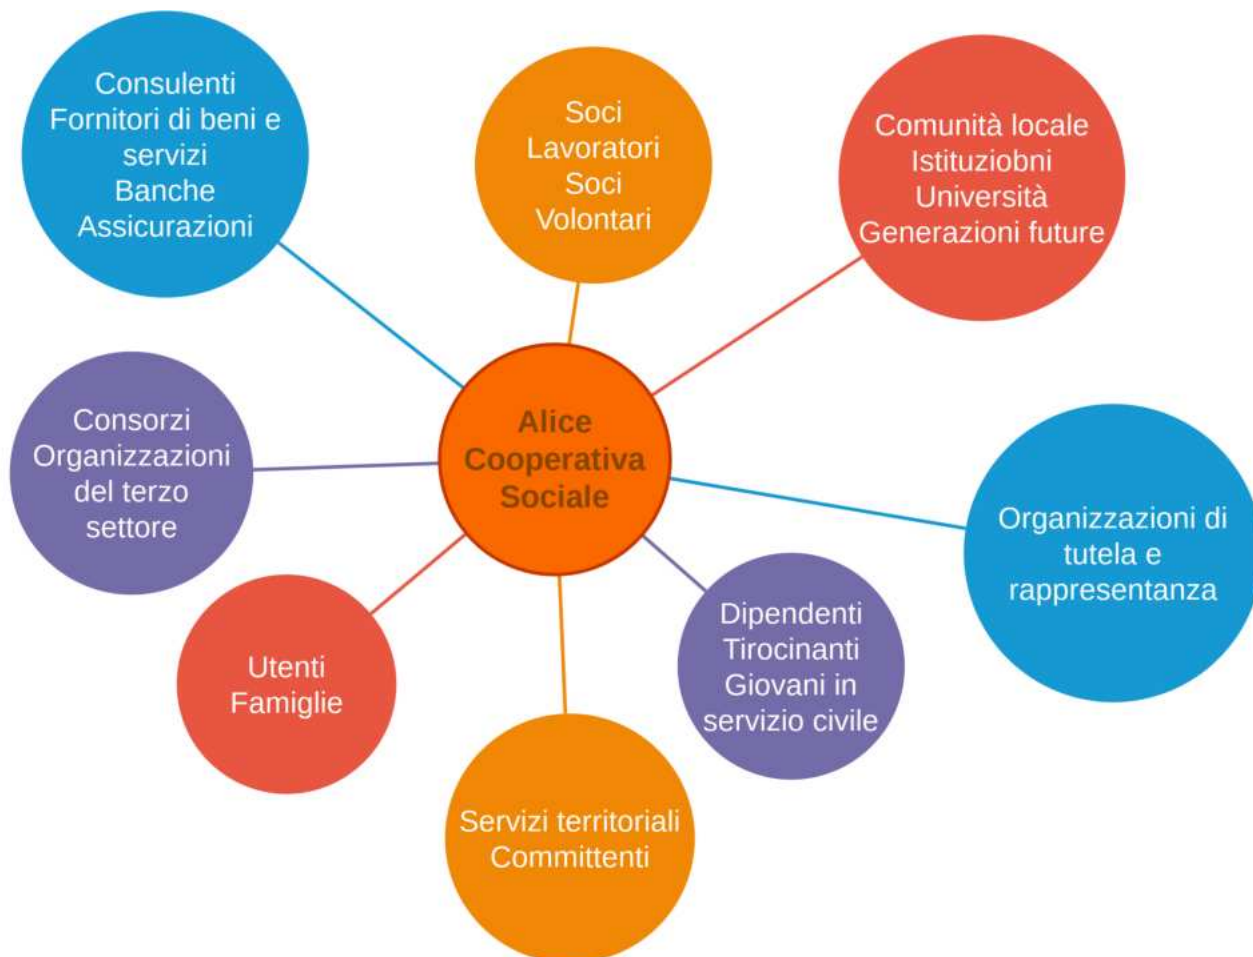 Consulenti
Fornitori di beni e
servizi
Banche
Assicurazioni
Soci
Lavoratori
Soci
Volontari
Comunità locale
Istituziobni
Università
Generazioni future
Alice
Cooperativa
Sociale
Consorzi
Organizzazioni
del terzo
settore
Organizzazioni di
tutela e
rappresentanza
Utenti
Famiglie
Dipendenti
Tirocinanti
Giovani in
servizio civile
Servizi territoriali
Committenti